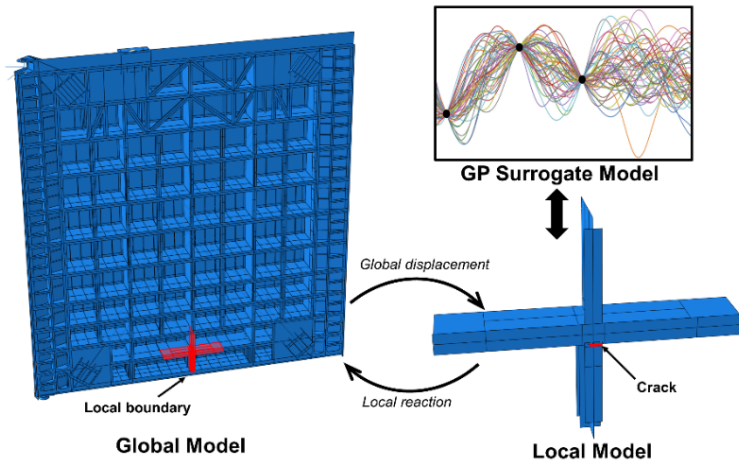 GP Surrogate Model
Global displacement
Local reaction
Local boundary
Crack
Global Model
Local Model